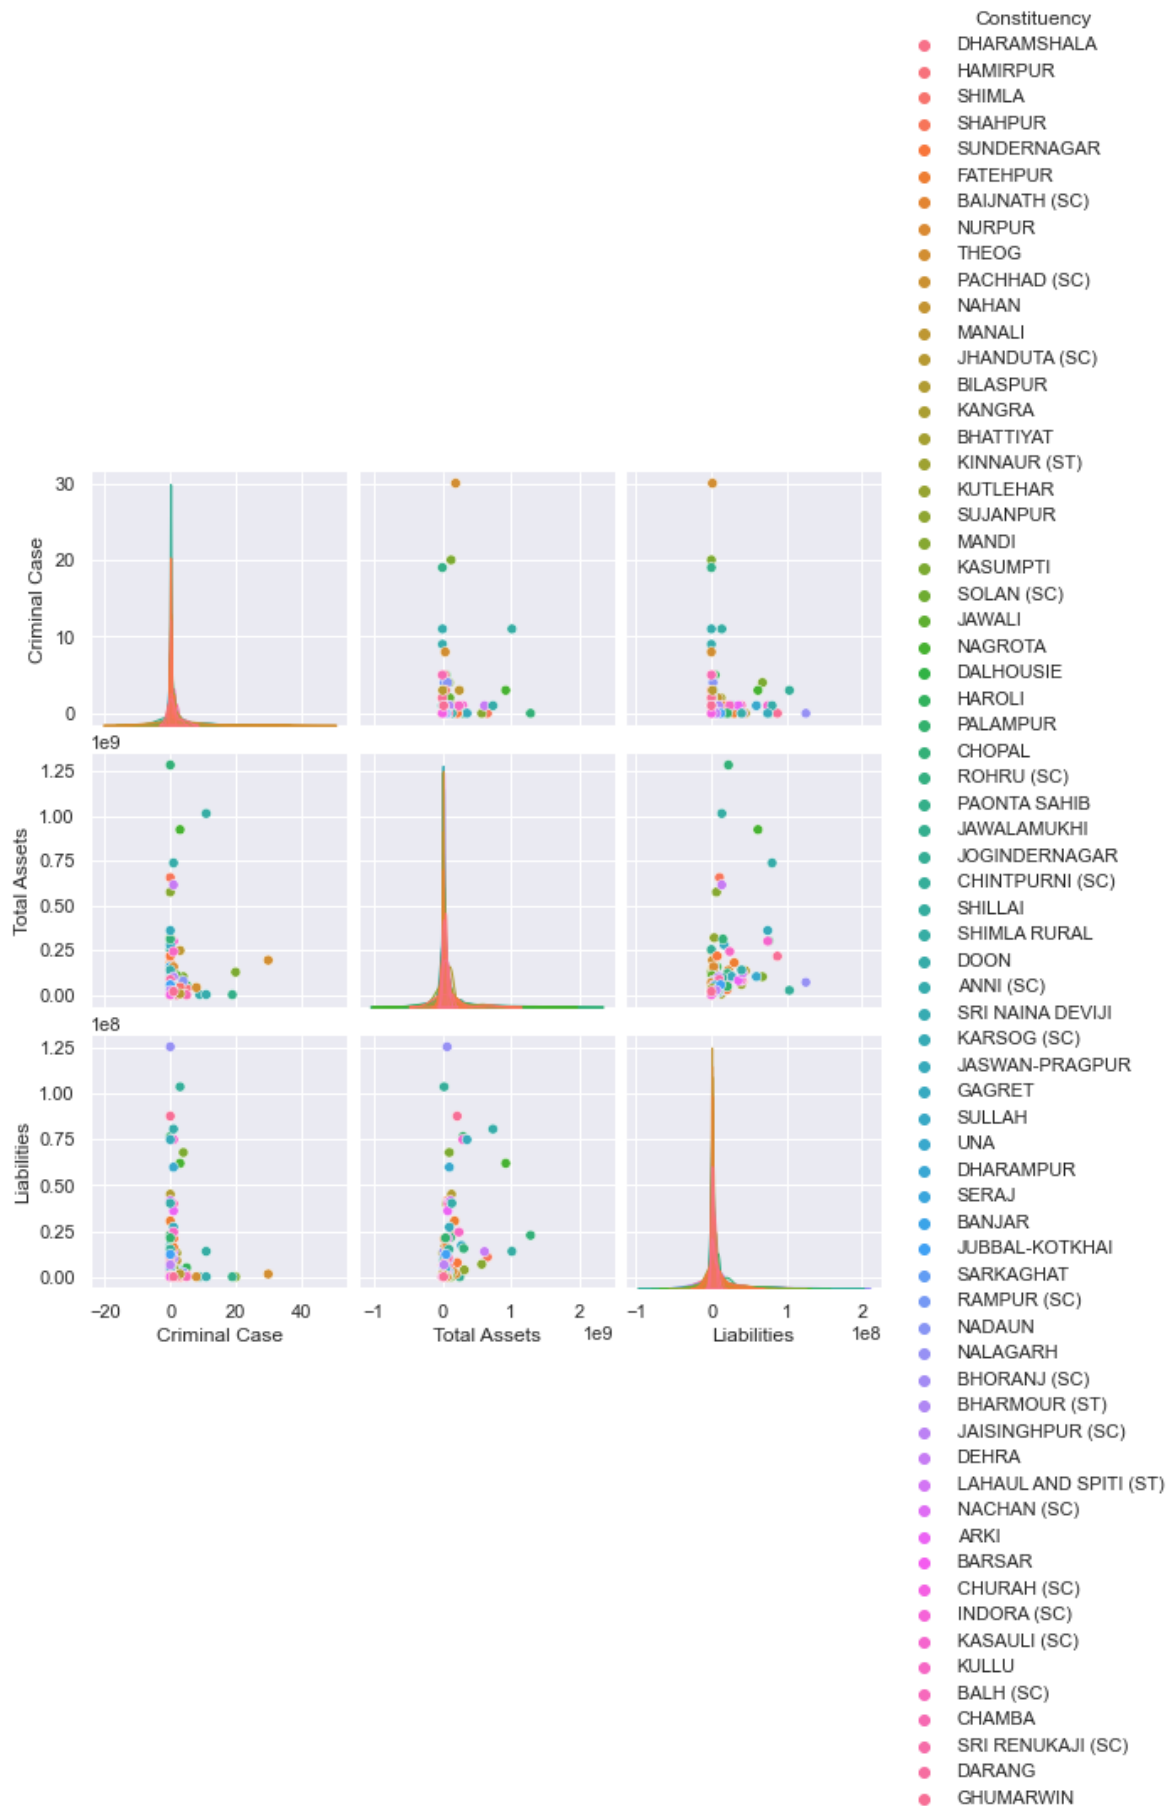 Constituency
DHARAMSHALA
HAMIRPUR
SHIMLA
SHAHPUR
SUNDERNAGAR
FATEHPUR
BAIJNATH (SC)
NURPUR
THEOG
PACHHAD (SC)
NAHAN
MANALI
JHANDUTA (SC)
BILASPUR
KANGRA
BHATTIYAT
KINNAUR (ST)
KUTLEHAR
SUJANPUR
MANDI
KASUMPTI
SOLAN (SC)
JAWALI
NAGROTA
DALHOUSIE
HAROLI
PALAMPUR
CHOPAL
ROHRU (SC)
PAONTA SAHIB
JAWALAMUKHI
JOGINDERNAGAR
CHINTPURNI (SC)
SHILLAI
SHIMLA RURAL
DOON
ANNI (SC)
SRI NAINA DEVIJI
KARSOG (SC)
JASWAN-PRAGPUR
GAGRET
SULLAH
UNA
DHARAMPUR
SERAJ
BANJAR
JUBBAL-KOTKHAI
SARKAGHAT
RAMPUR (SC)
NADAUN
NALAGARH
BHORANJ (SC)
BHARMOUR (ST)
JAISINGHPUR (SC)
DEHRA
LAHAUL AND SPITI (ST)
NACHAN (SC)
ARKI
BARSAR
CHURAH (SC)
INDORA (SC)
KASAULI (SC)
KULLU
BALH (SC)
CHAMBA
SRI RENUKAJI (SC)
DARANG
GHUMARWIN
Criminal Case
30
20
10
0
1e9
Total Assets
1.25
1.00
0.75
0.50
0.25
0.00
1e8
Liabilities
1.25
1.00
0.75
0.50
0.25
0.00
−20 0 20 40
Criminal Case
−1 0 1 2
Total Assets 1e9
−1 0 1 2
Liabilities 1e8